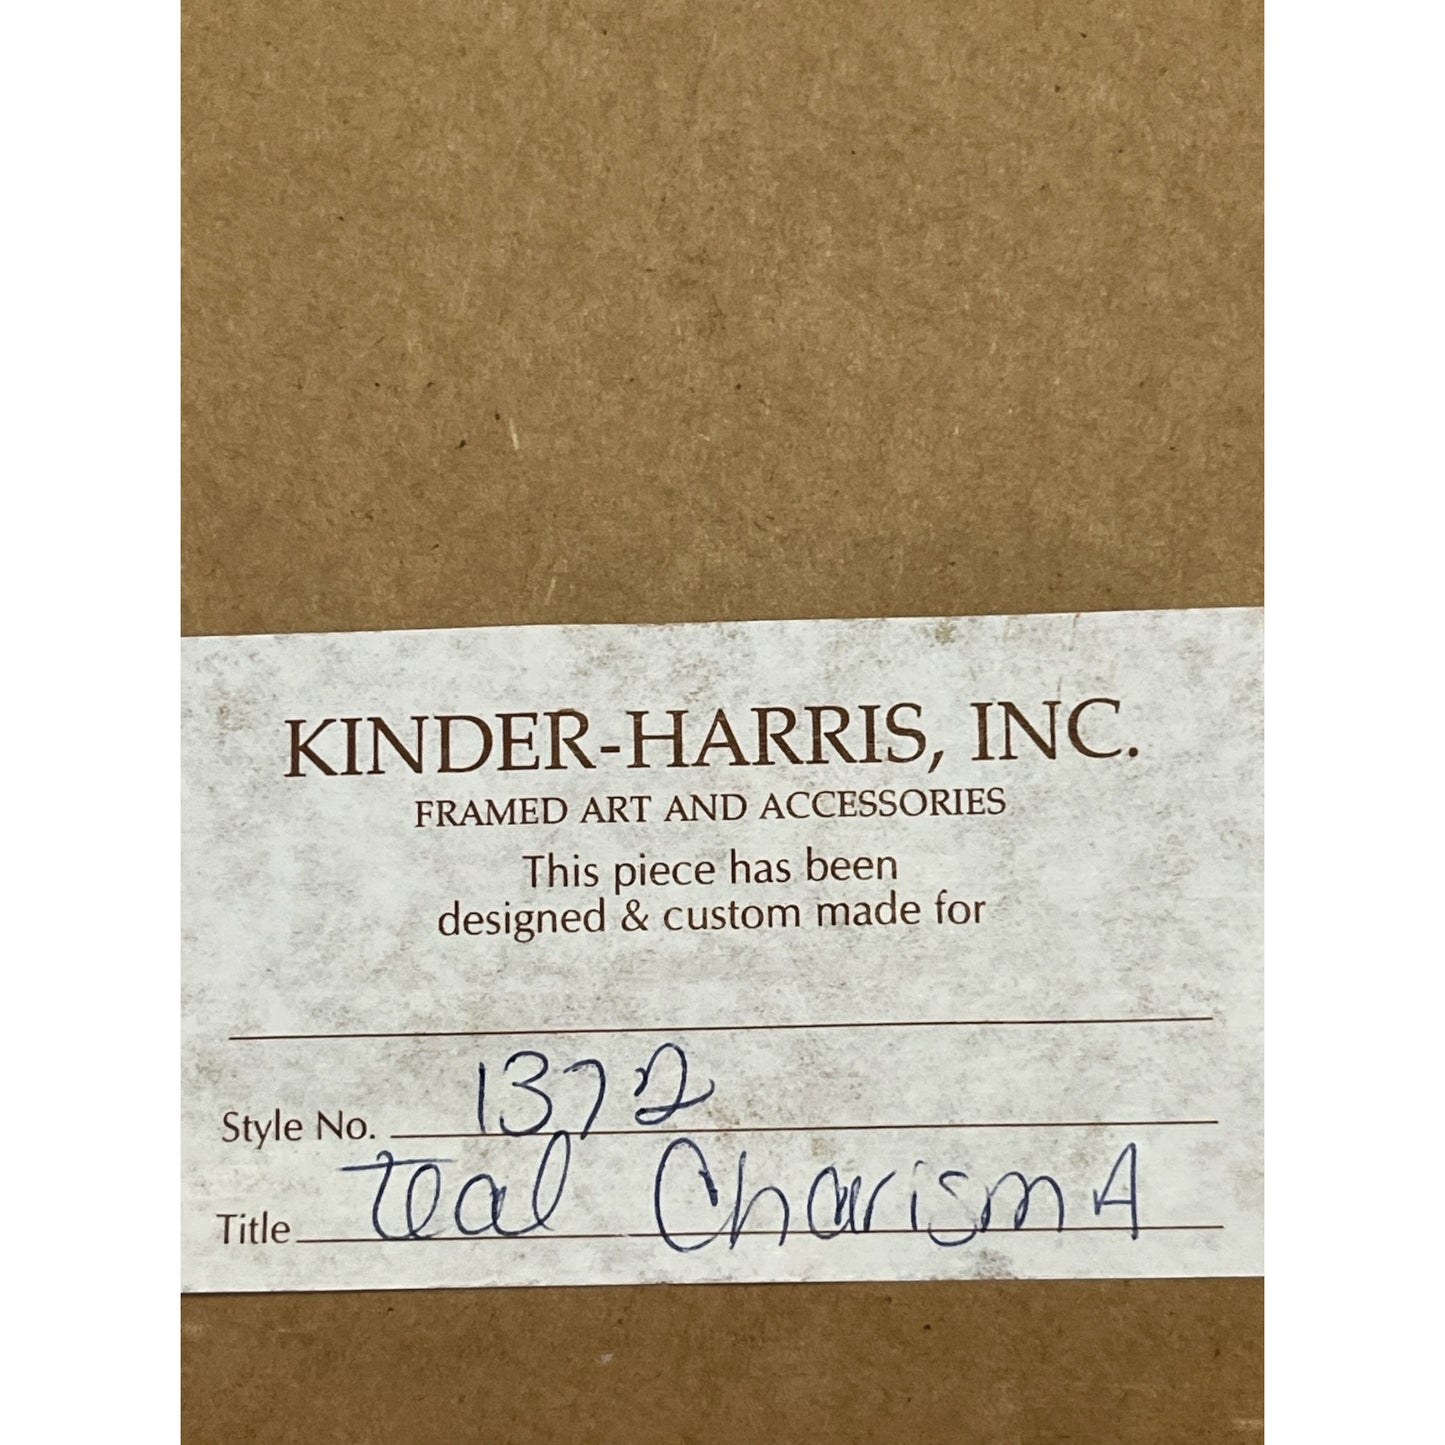 KINDER-HARRIS, INC.
FRAMED ART AND ACCESSORIES
This piece has been
designed & custom made for
Style No. 1372
Title Teal CharismA